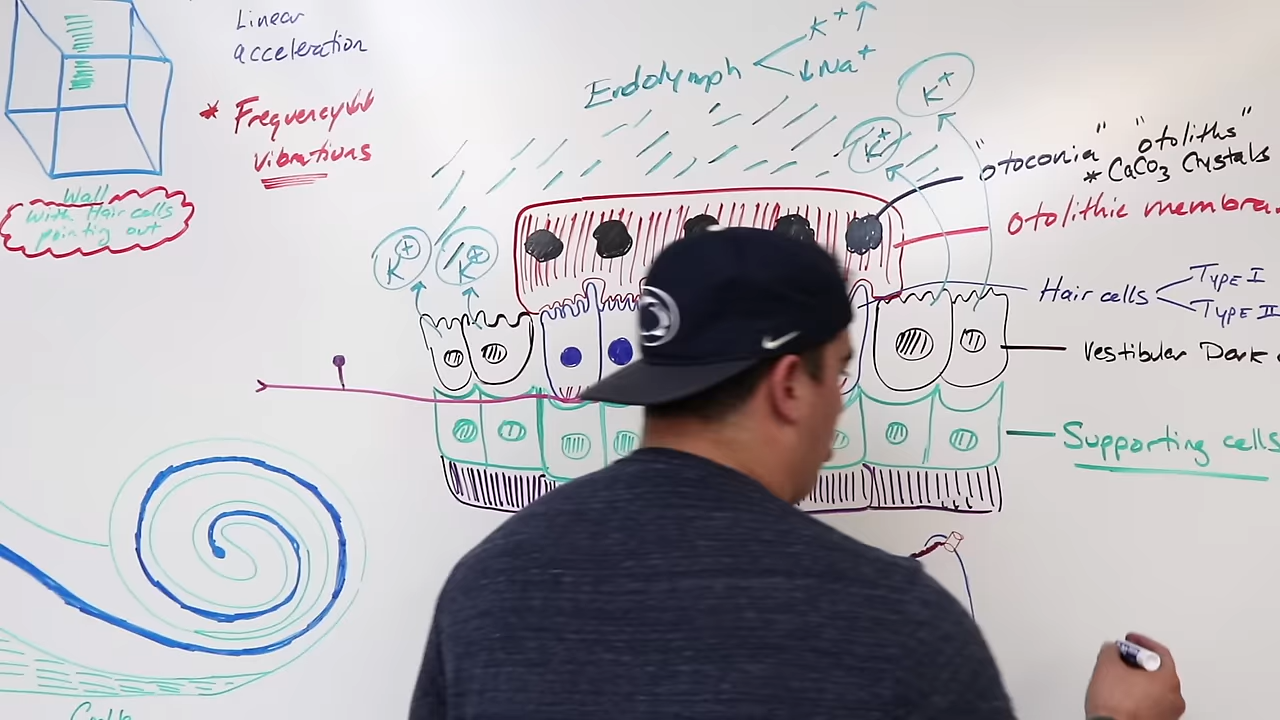 Linear
acceleration
* Frequency
vibrations
Wall
with Hair cells
pointing out
Endolymph
K+ ↑
↓Na+
K+
K+
K+
K+
"otoconia" "otoliths"
* CaCO3 Crystals
otolithic
Hair cells
Type I
Type II
Vestibular Dark
Supporting cells